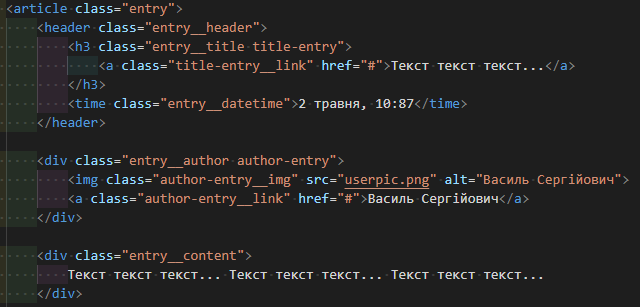 <article class="entry">
<header class="entry__header">
<h3 class="entry__title title-entry">
<a class="title-entry__link" href="#">Текст текст текст...</a>
</h3>
<time class="entry__datetime">2 травня, 10:87</time>
</header>
<div class="entry__author author-entry">
<img class="author-entry__img" src="userpic.png" alt="Василь Сергійович">
<a class="author-entry__link" href="#">Василь Сергійович</a>
</div>
<div class="entry__content">
Текст текст текст... Текст текст текст... Текст текст текст...
</div>